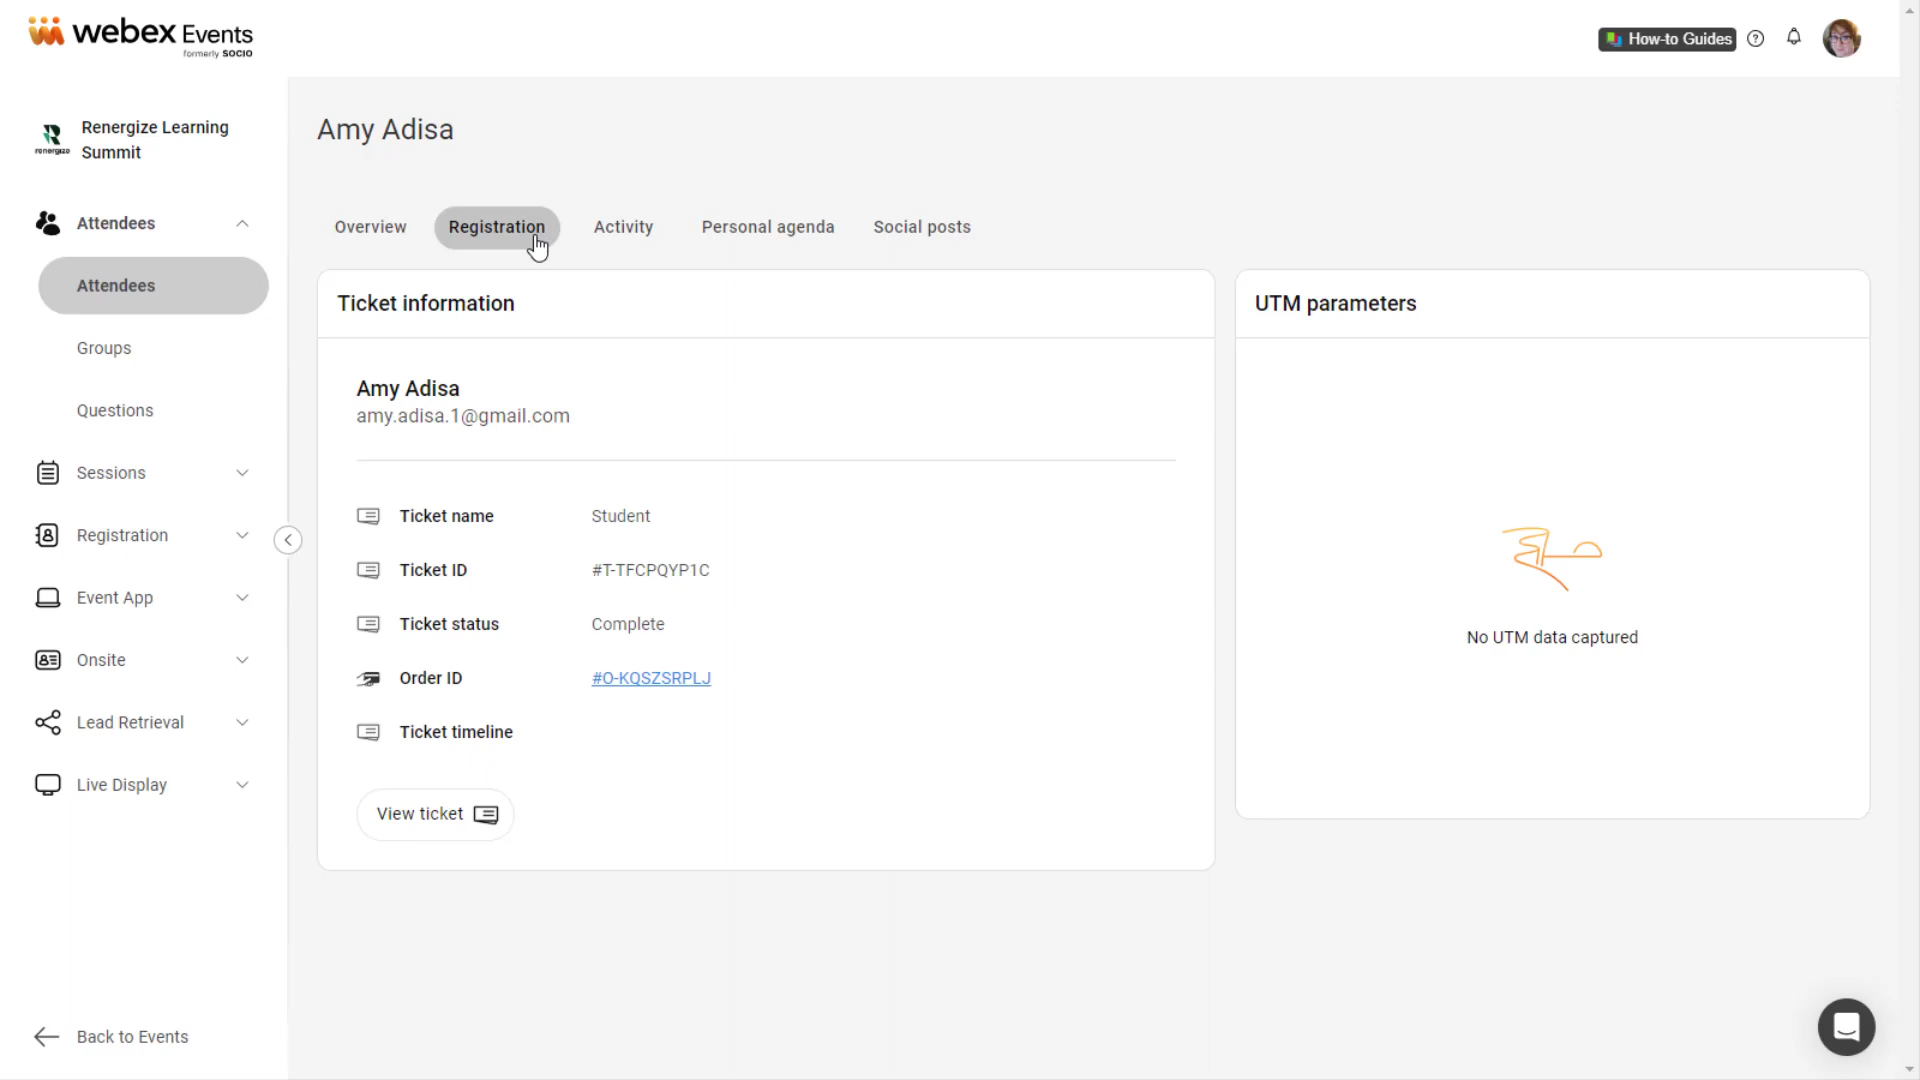 webex Events
formerly SOCIO
How-to Guides
Renergize Learning
Summit
renergize
Attendees
Attendees
Groups
Questions
Sessions
Registration
Event App
Onsite
Lead Retrieval
Live Display
Back to Events
Amy Adisa
Overview
Registration
Activity
Personal agenda
Social posts
Ticket information
Amy Adisa
amy.adisa.1@gmail.com
Ticket name Student
Ticket ID #T-TFCPQYP1C
Ticket status Complete
Order ID #O-KQSZSRPLJ
Ticket timeline
View ticket
UTM parameters
No UTM data captured